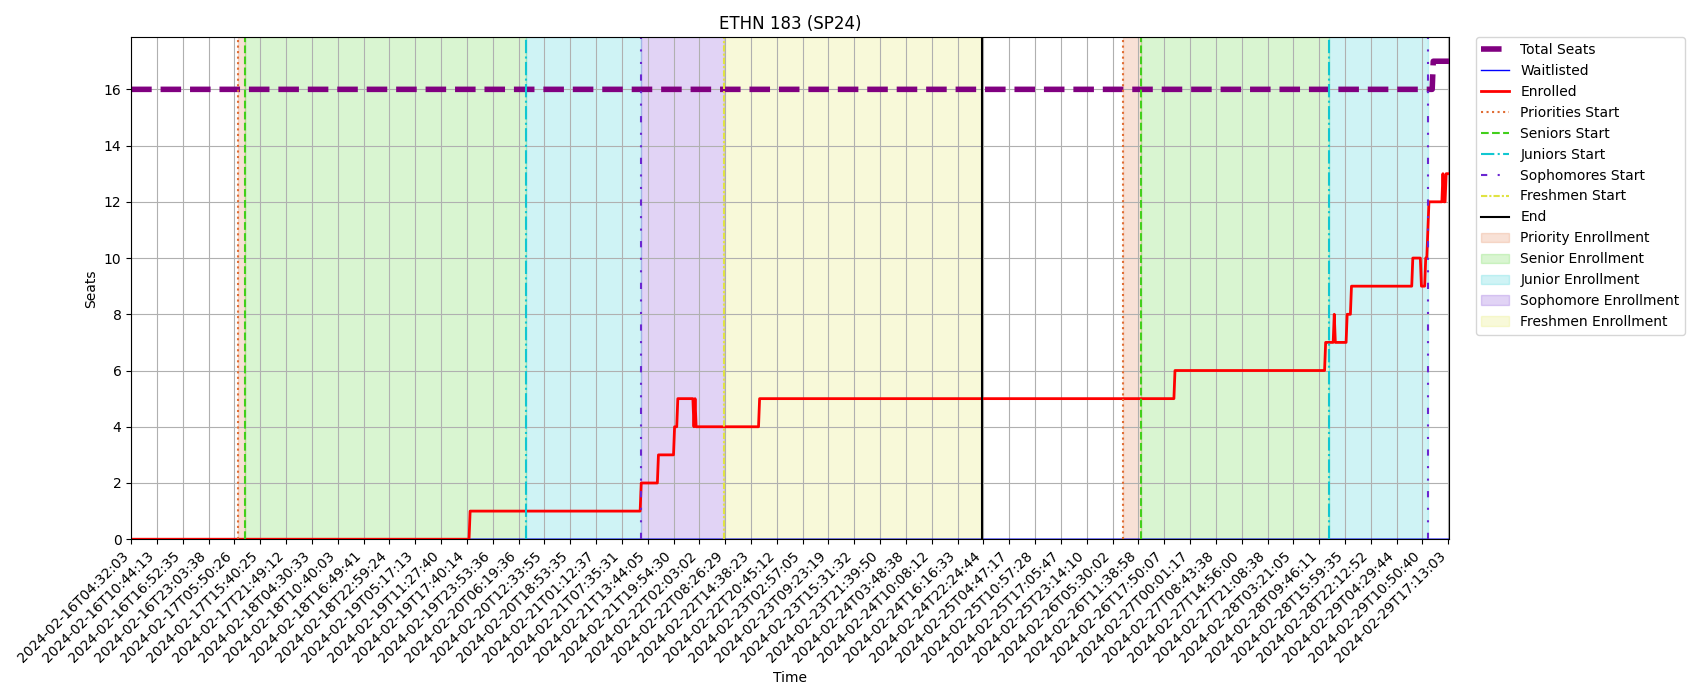 ETHN 183 (SP24)
Seats
16
14
12
10
8
6
4
2
0
2024-02-16T04:32:03
2024-02-16T10:44:13
2024-02-16T16:52:35
2024-02-16T23:03:38
2024-02-17T05:50:26
2024-02-17T15:40:25
2024-02-17T21:49:12
2024-02-18T04:30:33
2024-02-18T10:40:03
2024-02-18T16:49:41
2024-02-18T22:59:24
2024-02-19T05:17:13
2024-02-19T11:27:40
2024-02-19T17:40:14
2024-02-19T23:53:36
2024-02-20T06:19:36
2024-02-20T12:33:55
2024-02-20T18:53:35
2024-02-21T01:12:37
2024-02-21T07:35:31
2024-02-21T13:44:05
2024-02-21T19:54:30
2024-02-22T02:03:02
2024-02-22T08:26:29
2024-02-22T14:38:23
2024-02-22T20:45:12
2024-02-23T02:57:05
2024-02-23T09:23:19
2024-02-23T15:31:32
2024-02-23T21:39:50
2024-02-24T03:48:38
2024-02-24T10:08:12
2024-02-24T16:16:33
2024-02-24T22:24:44
2024-02-25T04:47:17
2024-02-25T10:57:28
2024-02-25T17:05:47
2024-02-25T23:14:10
2024-02-26T05:30:02
2024-02-26T11:38:58
2024-02-26T17:50:07
2024-02-27T00:01:17
2024-02-27T08:43:38
2024-02-27T14:56:00
2024-02-27T21:08:38
2024-02-28T03:21:05
2024-02-28T09:46:11
2024-02-28T15:59:35
2024-02-28T22:12:52
2024-02-29T04:29:44
2024-02-29T10:50:40
2024-02-29T17:13:03
Time
Total Seats
Waitlisted
Enrolled
Priorities Start
Seniors Start
Juniors Start
Sophomores Start
Freshmen Start
End
Priority Enrollment
Senior Enrollment
Junior Enrollment
Sophomore Enrollment
Freshmen Enrollment